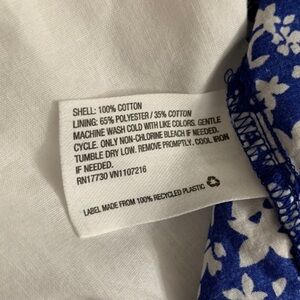 SHELL: 100% COTTON
LINING: 65% POLYESTER / 35% COTTON
MACHINE WASH COLD WITH LIKE COLORS. GENTLE
CYCLE. ONLY NON-CHLORINE BLEACH IF NEEDED.
TUMBLE DRY LOW. REMOVE PROMPTLY. COOL IRON
IF NEEDED.
RN17730 VN1107216
LABEL MADE FROM 100% RECYCLED PLASTIC